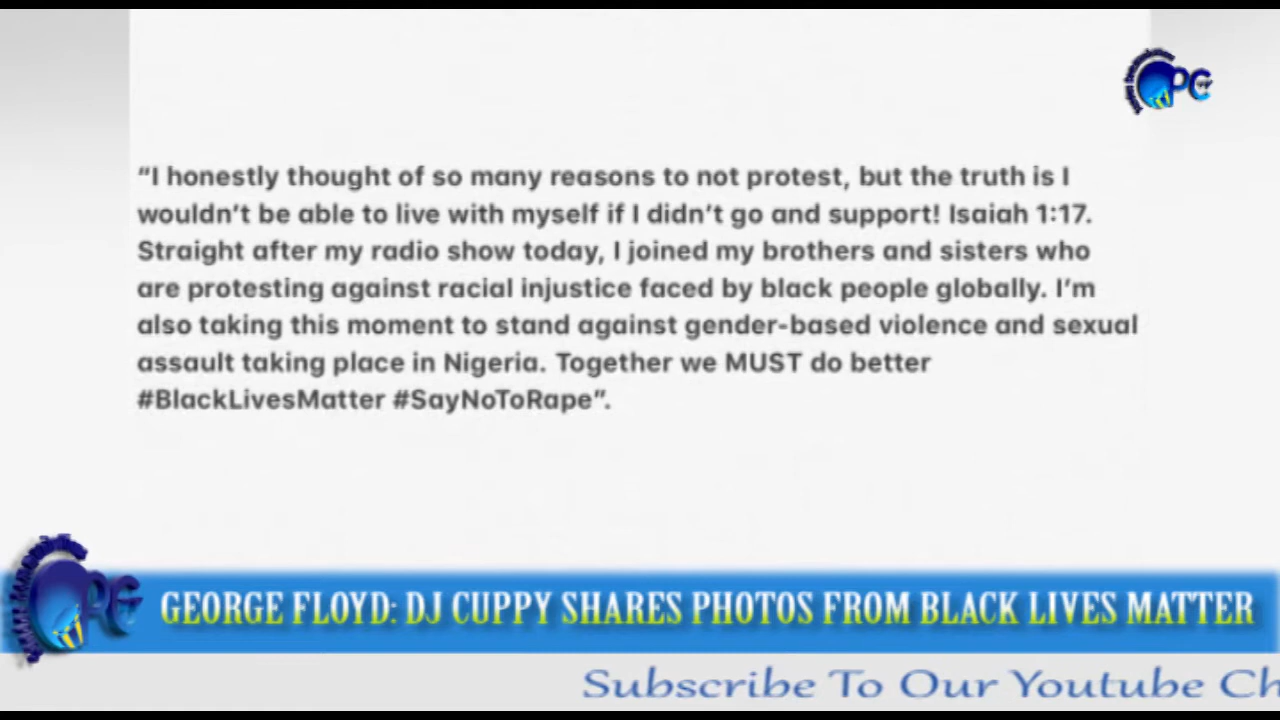 PC
“I honestly thought of so many reasons to not protest, but the truth is I
wouldn’t be able to live with myself if I didn’t go and support! Isaiah 1:17.
Straight after my radio show today, I joined my brothers and sisters who
are protesting against racial injustice faced by black people globally. I’m
also taking this moment to stand against gender-based violence and sexual
assault taking place in Nigeria. Together we MUST do better
#BlackLivesMatter #SayNoToRape”.
GEORGE FLOYD: DJ CUPPY SHARES PHOTOS FROM BLACK LIVES MATTER
Subscribe To Our Youtube Ch